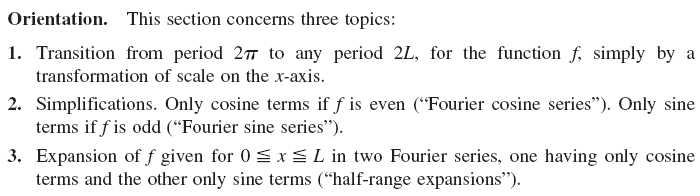 Orientation. This section concerns three topics:
1. Transition from period 2π to any period 2L, for the function f, simply by a
transformation of scale on the x-axis.
2. Simplifications. Only cosine terms if f is even (“Fourier cosine series”). Only sine
terms if f is odd (“Fourier sine series”).
3. Expansion of f given for 0 ≦ x ≦ L in two Fourier series, one having only cosine
terms and the other only sine terms (“half-range expansions”).